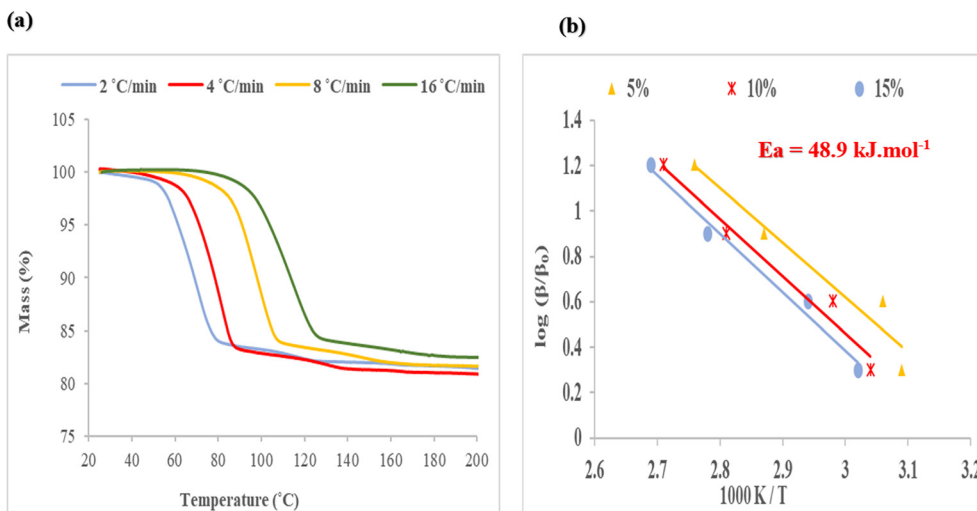 (a)
2 ˚C/min 4 ˚C/min 8 ˚C/min 16 ˚C/min
105
100
95
90
85
80
75
Mass (%)
20 40 60 80 100 120 140 160 180 200
Temperature (˚C)
(b)
5% 10% 15%
Ea = 48.9 kJ.mol⁻¹
1.4
1.2
1
0.8
0.6
0.4
0.2
0
log (β/β₀)
2.6 2.7 2.8 2.9 3 3.1 3.2
1000 K / T